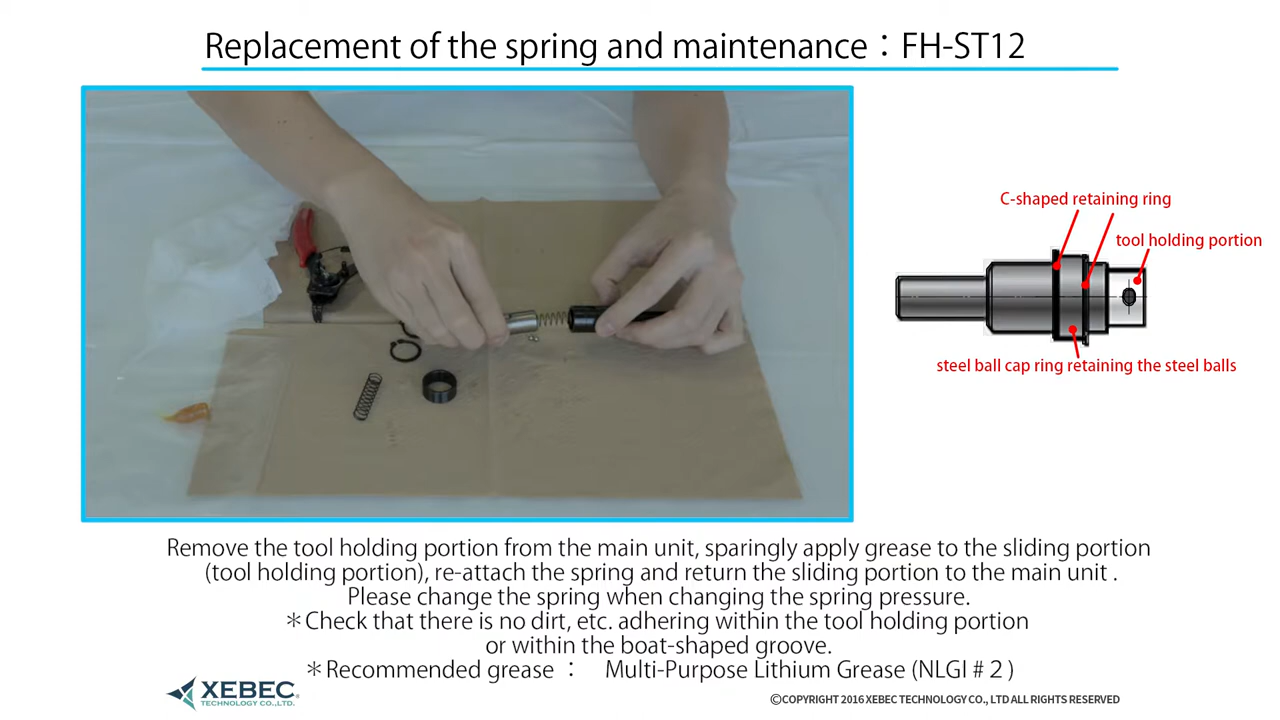 Replacement of the spring and maintenance：FH-ST12
C-shaped retaining ring
tool holding portion
steel ball cap ring retaining the steel balls
Remove the tool holding portion from the main unit, sparingly apply grease to the sliding portion
(tool holding portion), re-attach the spring and return the sliding portion to the main unit .
Please change the spring when changing the spring pressure.
＊Check that there is no dirt, etc. adhering within the tool holding portion
or within the boat-shaped groove.
＊Recommended grease ： Multi-Purpose Lithium Grease (NLGI＃2 )
XEBEC
TECHNOLOGY CO.,LTD.
©COPYRIGHT 2016 XEBEC TECHNOLOGY CO., LTD ALL RIGHTS RESERVED